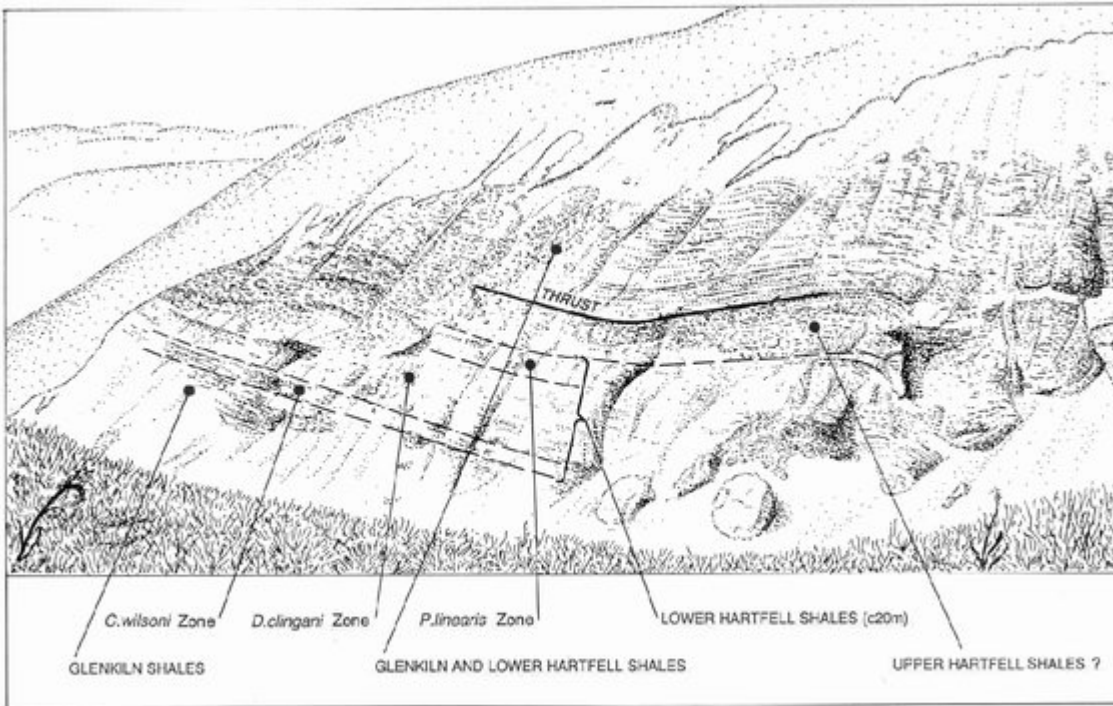 THRUST
C.wilsoni Zone
D.clingani Zone
P.linearis Zone
LOWER HARTFELL SHALES (c20m)
GLENKILN SHALES
GLENKILN AND LOWER HARTFELL SHALES
UPPER HARTFELL SHALES ?